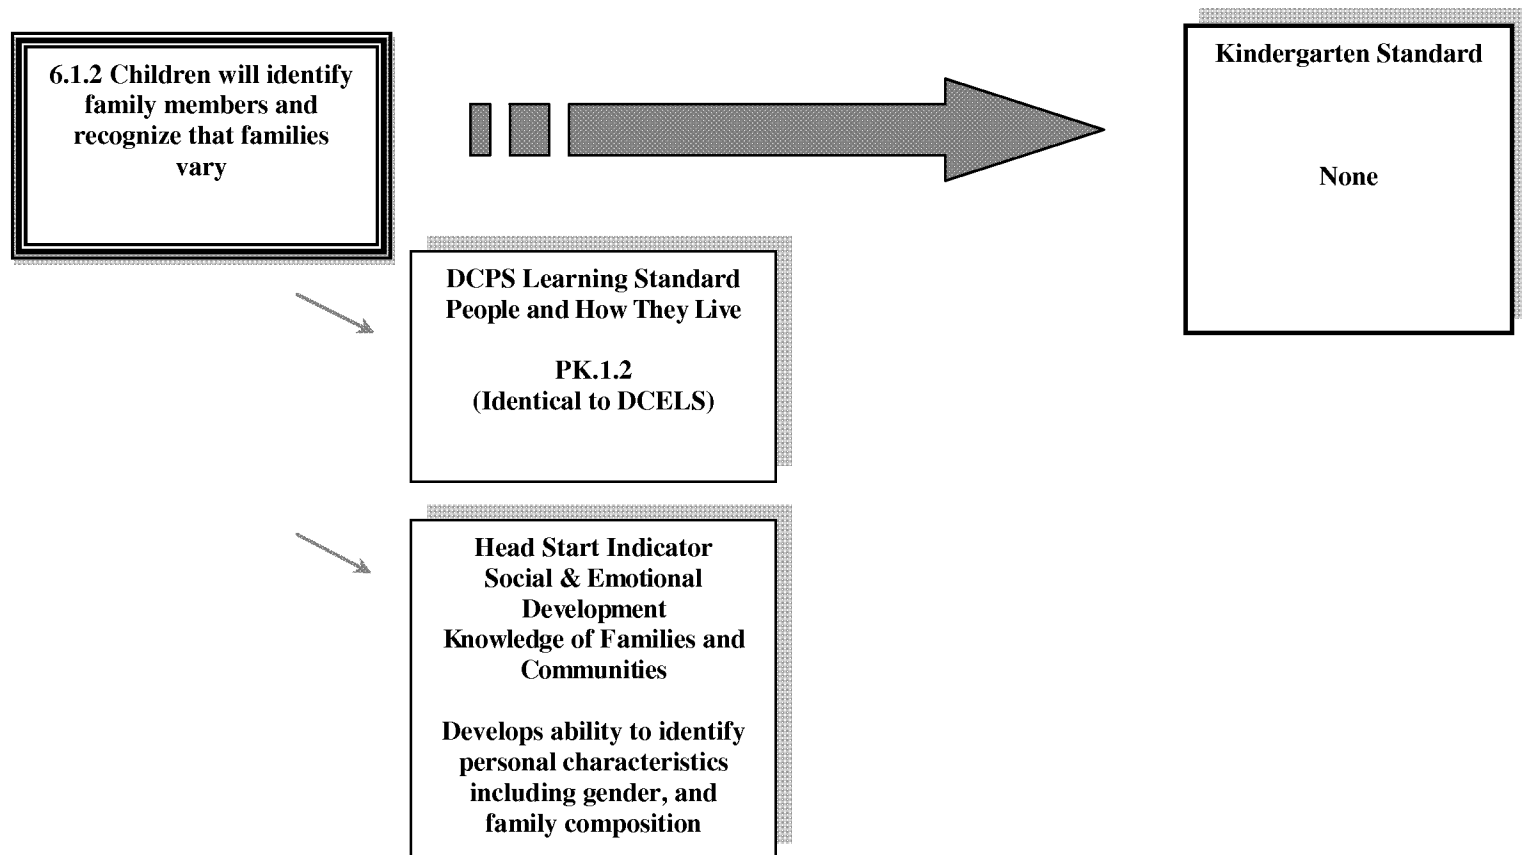 6.1.2 Children will identify
family members and
recognize that families
vary
Kindergarten Standard
None
DCPS Learning Standard
People and How They Live
PK.1.2
(Identical to DCELS)
Head Start Indicator
Social & Emotional
Development
Knowledge of Families and
Communities
Develops ability to identify
personal characteristics
including gender, and
family composition